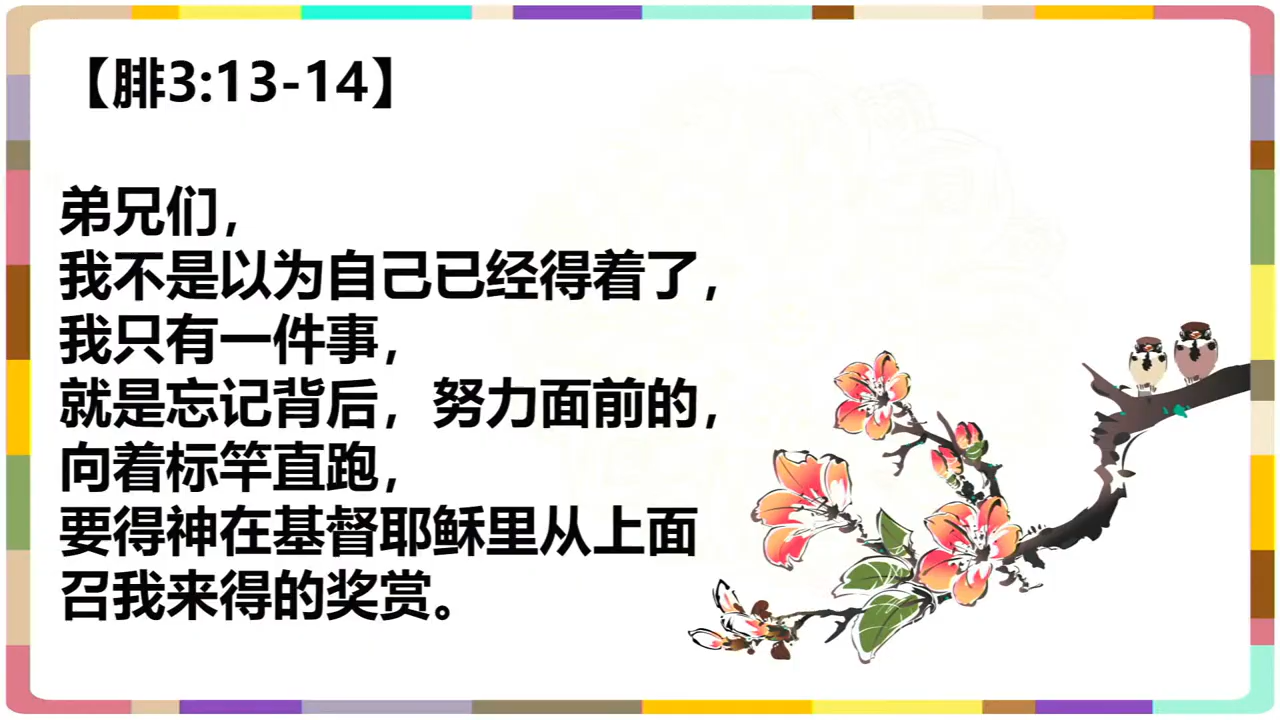 【腓3:13-14】
弟兄们，
我不是以为自己已经得着了，
我只有一件事，
就是忘记背后，努力面前的，
向着标竿直跑，
要得神在基督耶稣里从上面
召我来得的奖赏。